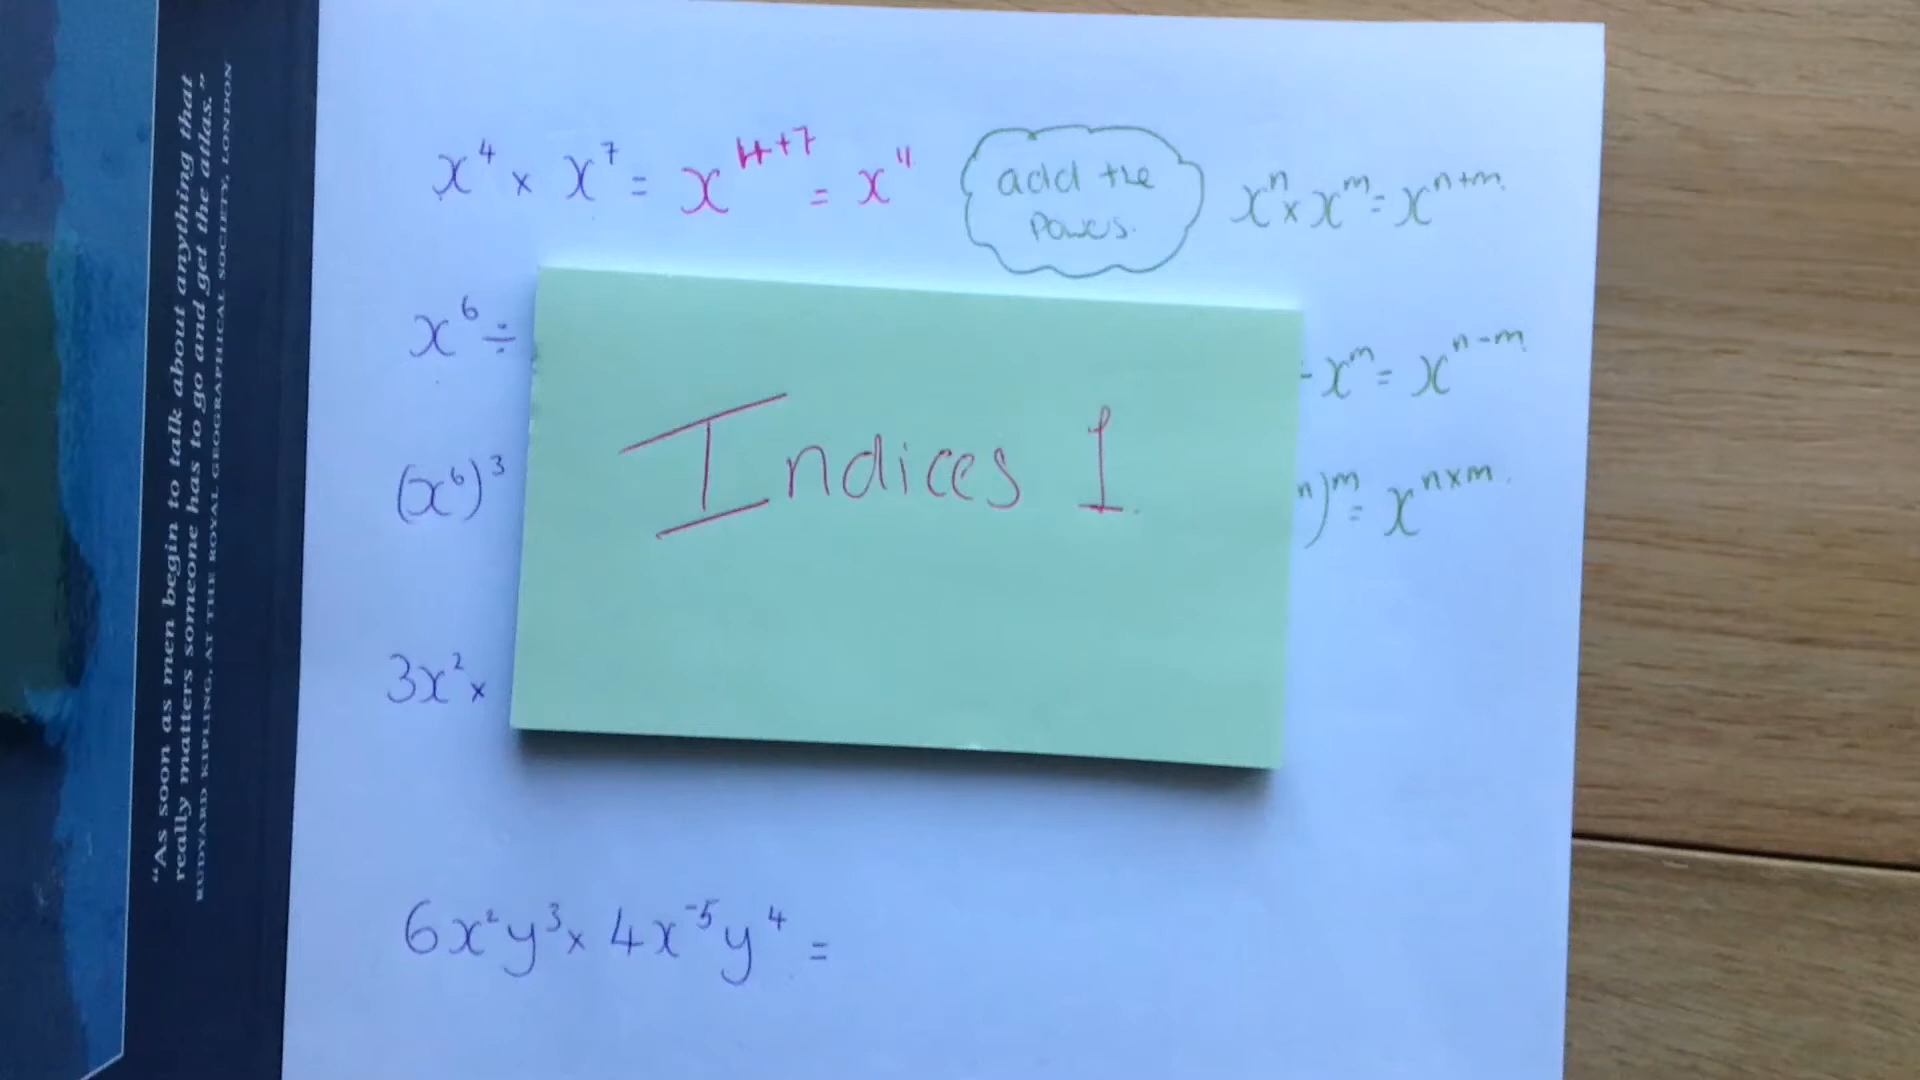 “As soon as men begin to talk about anything that
really matters someone has to go and get the atlas.”
RUDYARD KIPLING, AT THE ROYAL GEOGRAPHICAL SOCIETY, LONDON
x⁴ × x⁷ = x⁴⁺⁷ = x¹¹
add the
powers.
xⁿ × xᵐ = xⁿ⁺ᵐ
x⁶ ÷
xᵐ = xⁿ⁻ᵐ
(x⁶)³
ⁿ)ᵐ = xⁿˣᵐ
Indices 1
3x² ×
6x²y³ × 4x⁻⁵y⁴ =